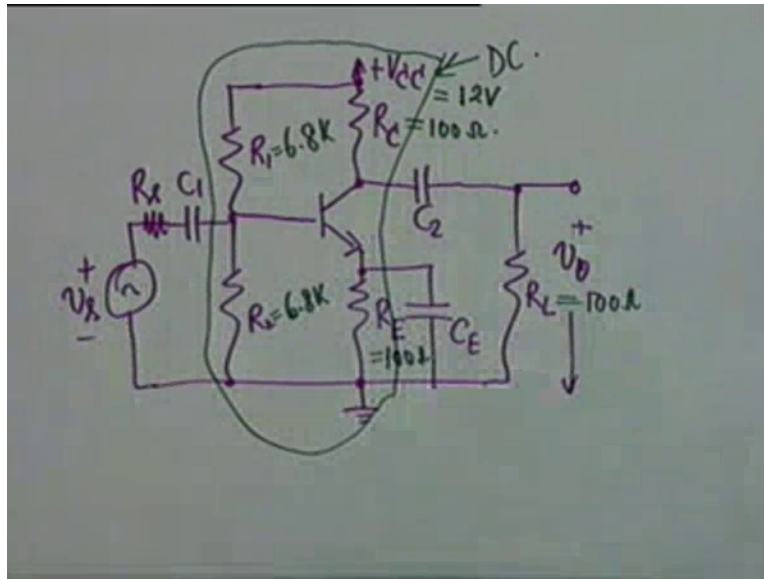 +VCC
DC.
= 12V
RC = 100Ω.
R1 = 6.8K
Rs
C1
C2
+
vs
-
R2 = 6.8K
RE
= 100Ω
CE
+
v0
RL = 100Ω